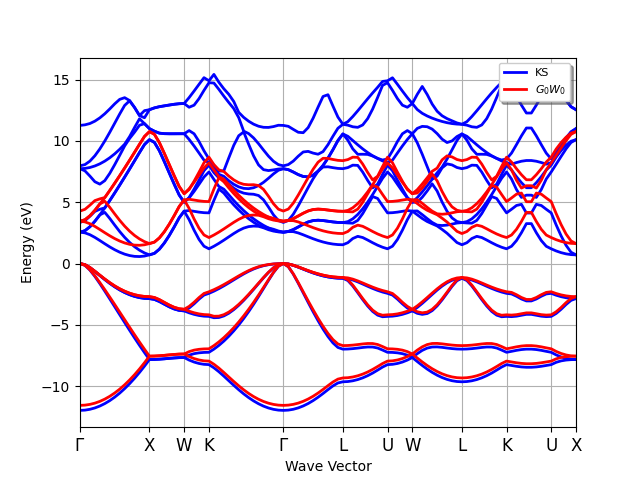 15
10
5
0
−5
−10
Energy (eV)
KS
G₀W₀
Γ X W K Γ L U W L K U X
Wave Vector